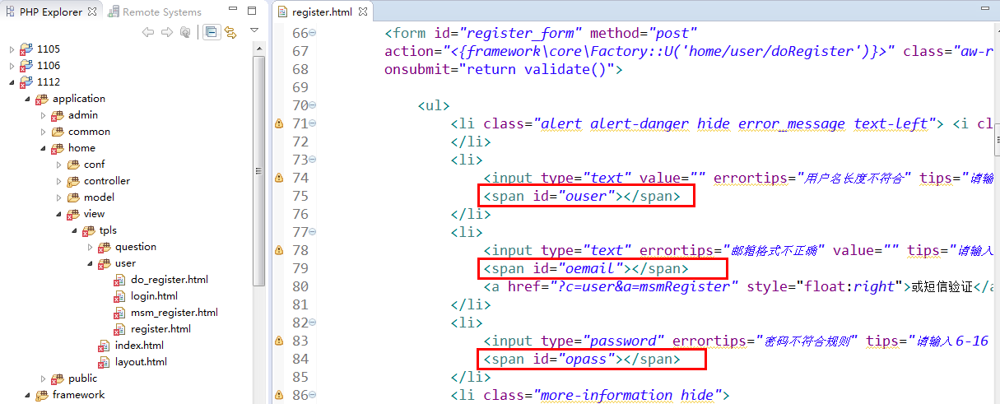 PHP Explorer
Remote Systems
1105
1106
1112
application
admin
common
home
conf
controller
model
view
tpls
question
user
do_register.html
login.html
msm_register.html
register.html
index.html
layout.html
public
framework
register.html
66 <form id="register_form" method="post"
67 action="<{framework\core\Factory::U('home/user/doRegister')}>" class="aw-r
68 onsubmit="return validate()">
69
70 <ul>
71 <li class="alert alert-danger hide error_message text-left"> <i cl
72 </li>
73 <li>
74 <input type="text" value="" errortips="用户名长度不符合" tips="请输
75 <span id="ouser"></span>
76 </li>
77 <li>
78 <input type="text" errortips="邮箱格式不正确" value="" tips="请输入
79 <span id="oemail"></span>
80 <a href="?c=user&a=msmRegister" style="float:right">或短信验证</a
81 </li>
82 <li>
83 <input type="password" errortips="密码不符合规则" tips="请输入6-16
84 <span id="opass"></span>
85 </li>
86 <li class="more-information hide">